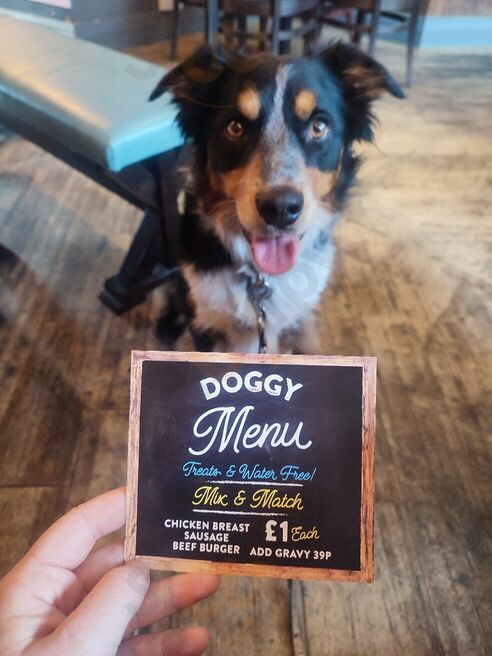 DOGGY
Menu
Treats & Water Free!
Mix & Match
CHICKEN BREAST
SAUSAGE
BEEF BURGER
£1 Each
ADD GRAVY 39P